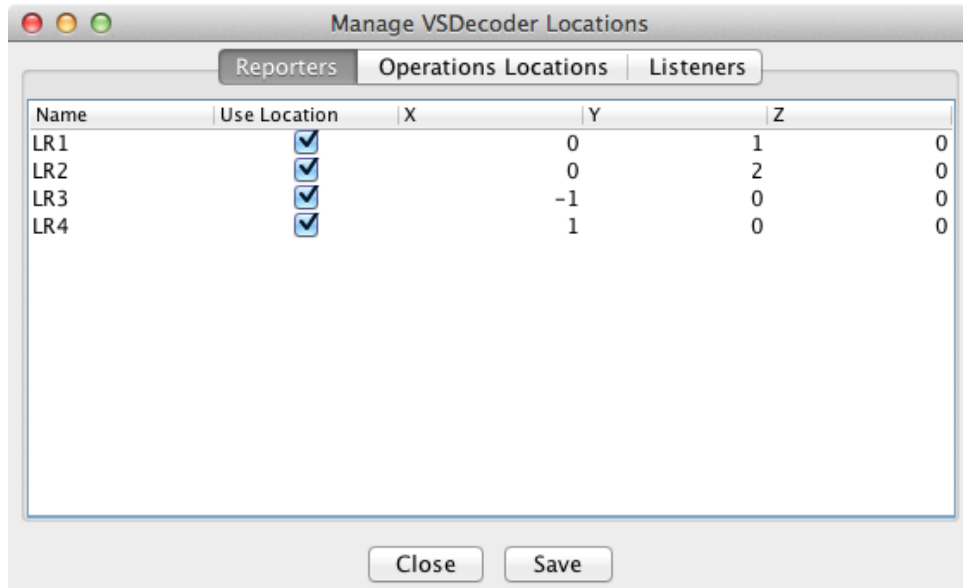 Manage VSDecoder Locations
Reporters Operations Locations Listeners
Name Use Location X Y Z
LR1 0 1 0
LR2 0 2 0
LR3 -1 0 0
LR4 1 0 0
Close Save